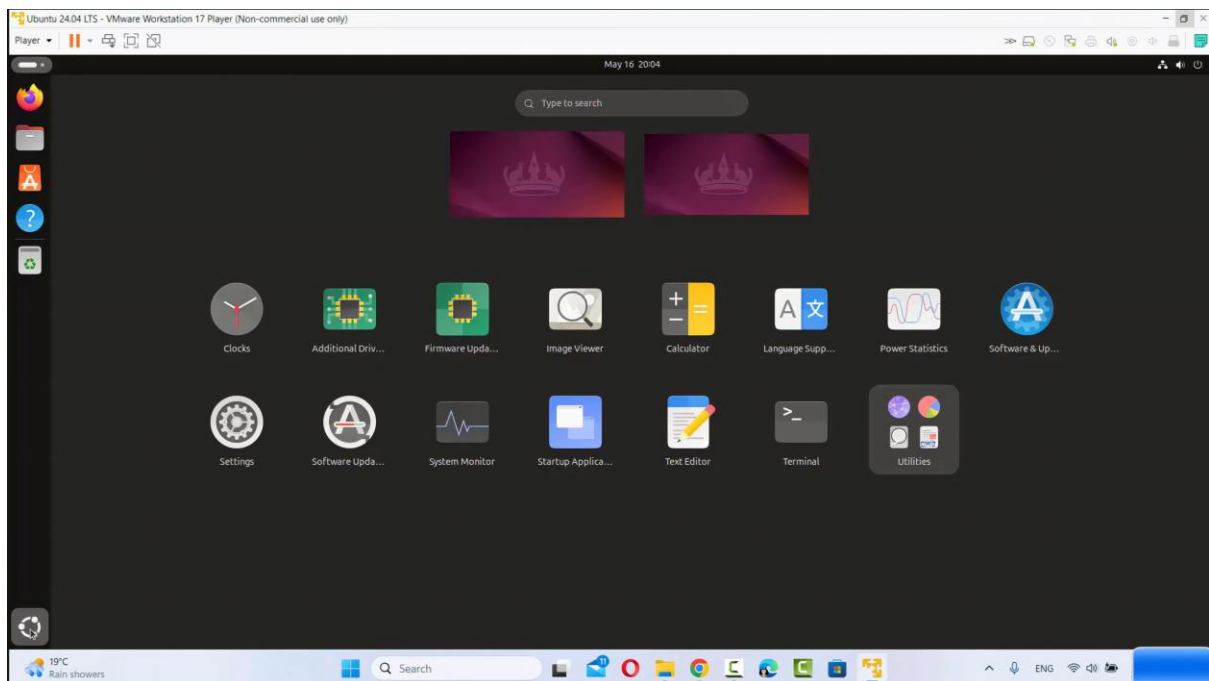 Ubuntu 24.04 LTS - VMware Workstation 17 Player (Non-commercial use only)
Player
May 16 20:04
Type to search
Clocks
Additional Driv...
Firmware Upda...
Image Viewer
Calculator
Language Supp...
Power Statistics
Software & Up...
Settings
Software Upda...
System Monitor
Startup Applica...
Text Editor
Terminal
Utilities
19°C
Rain showers
Search
11
ENG